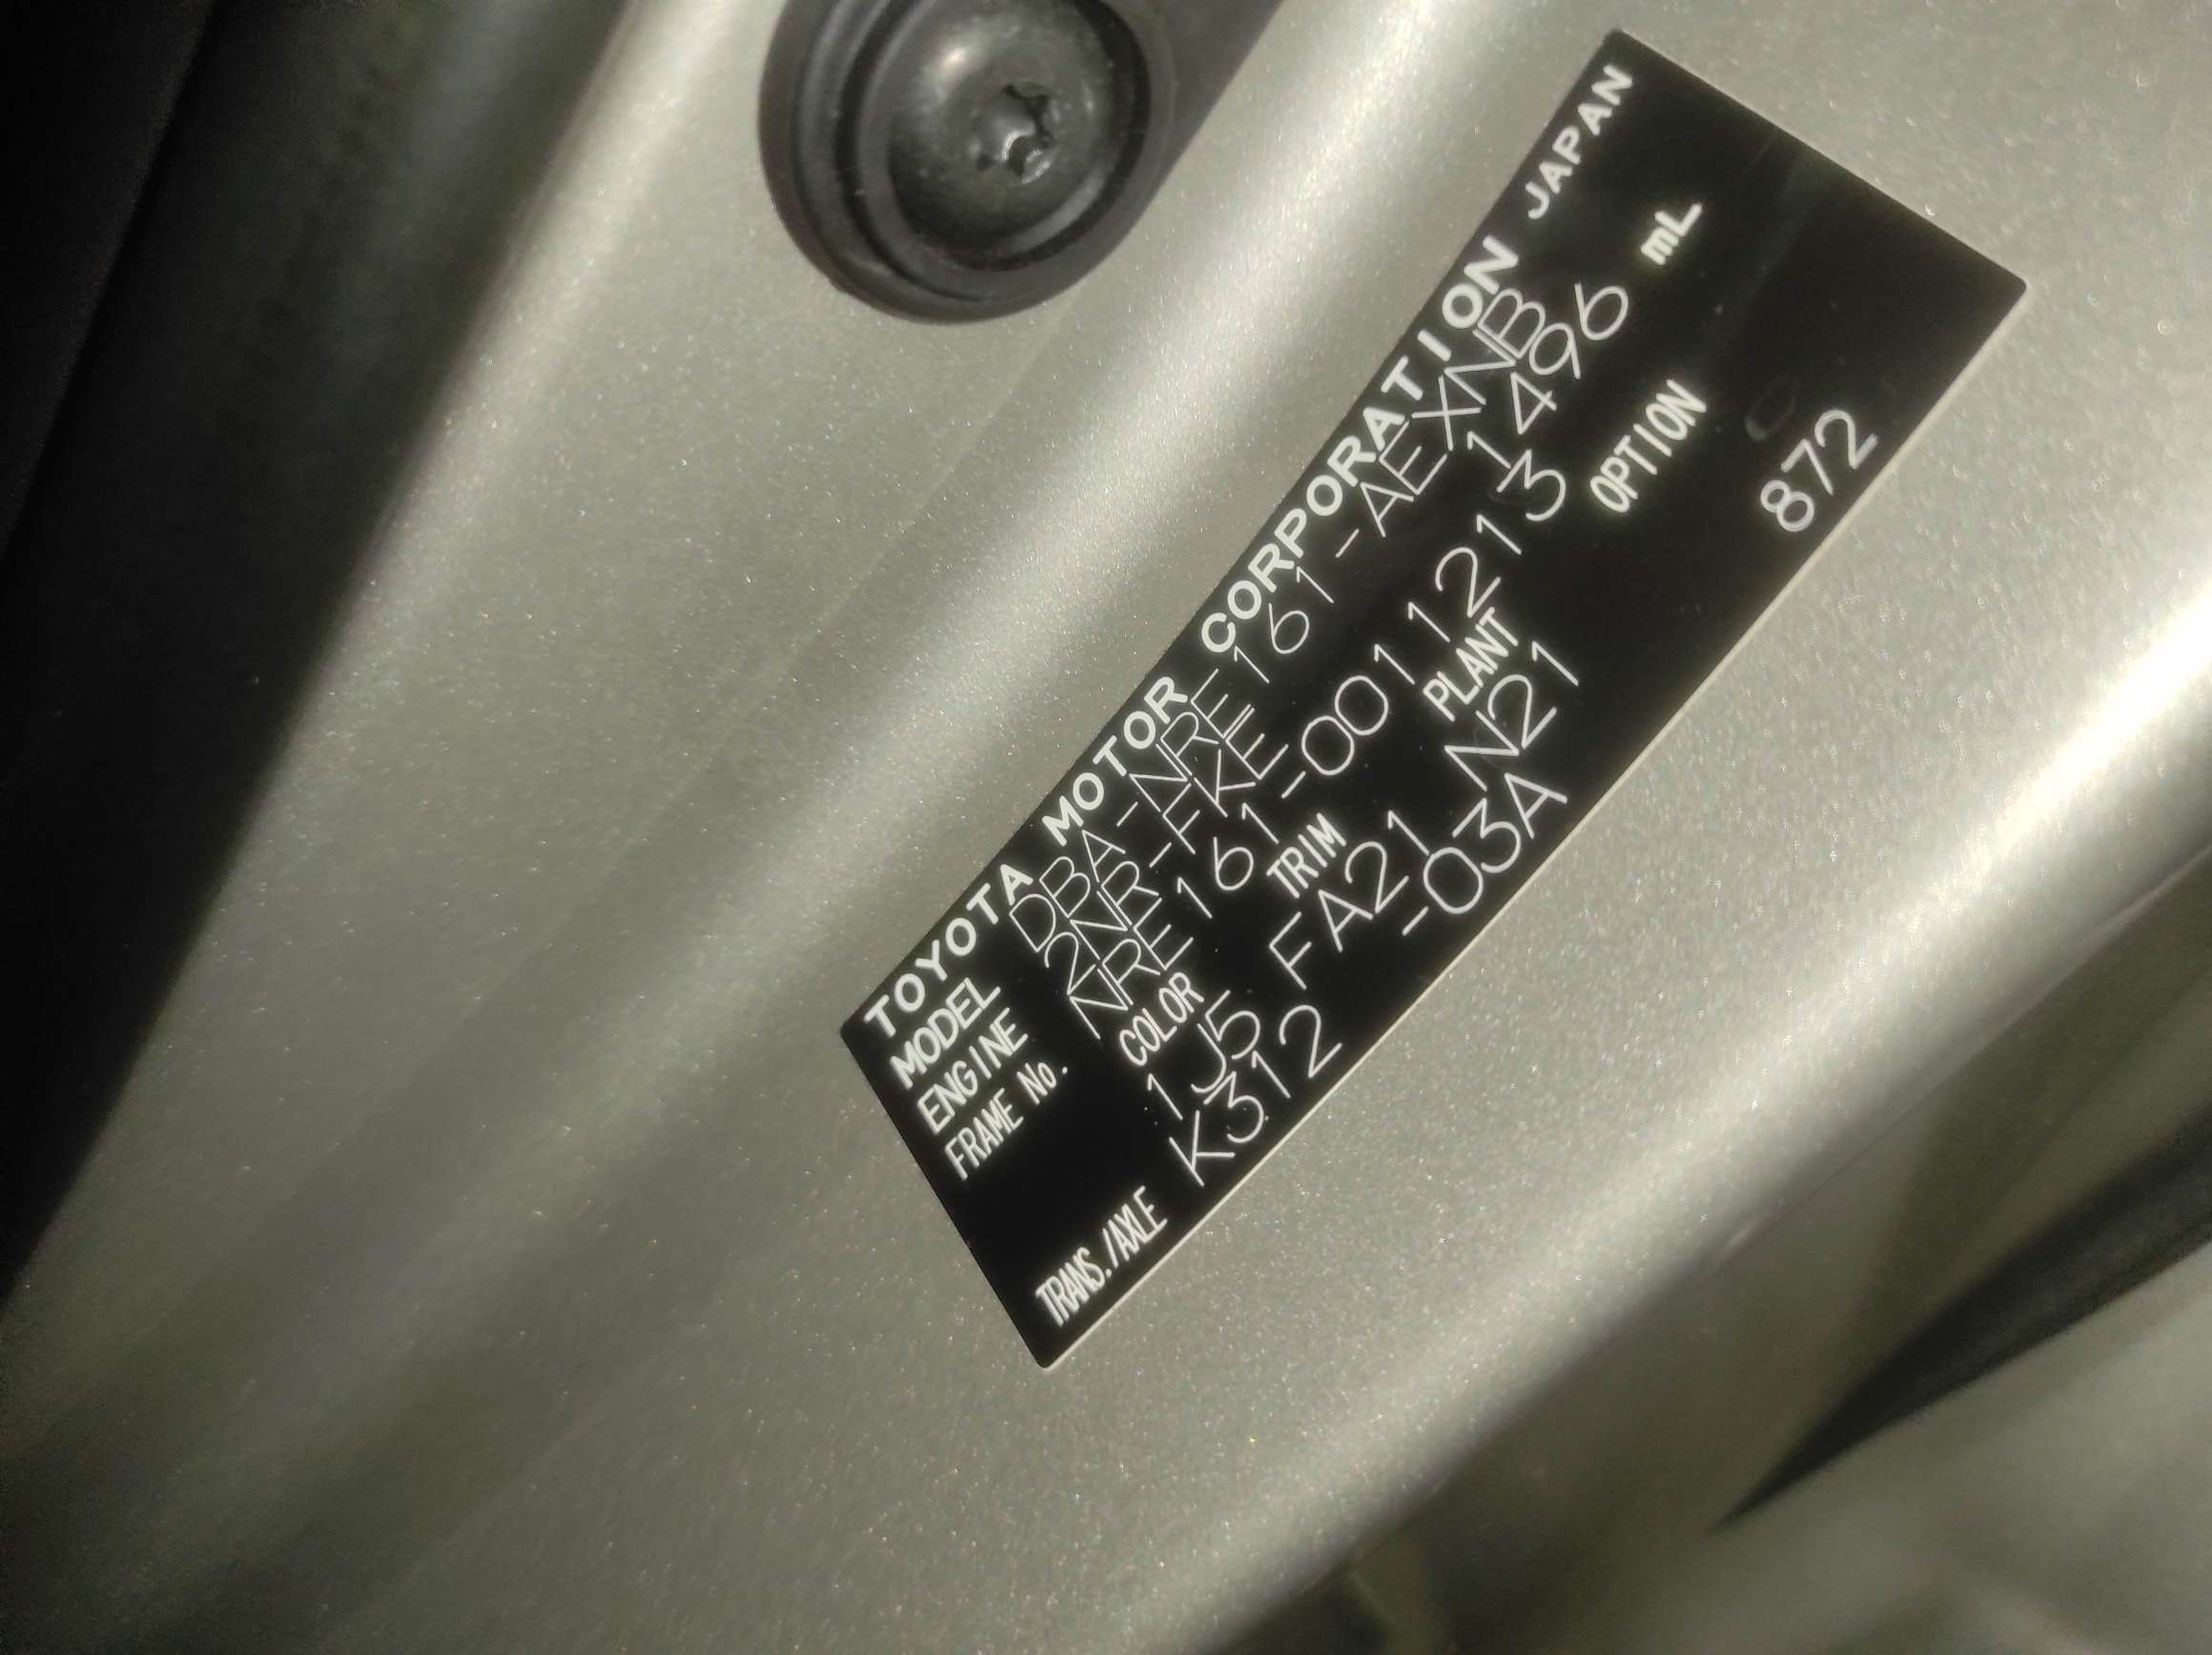 TOYOTA MOTOR CORPORATION JAPAN
MODEL DBA-NRE161-AEXNB
ENGINE 2NR-FKE 1496 mL
FRAME No. NRE161-0011213
COLOR TRIM PLANT OPTION
1J5 FA21 N21 872
TRANS./AXLE K312 -03A